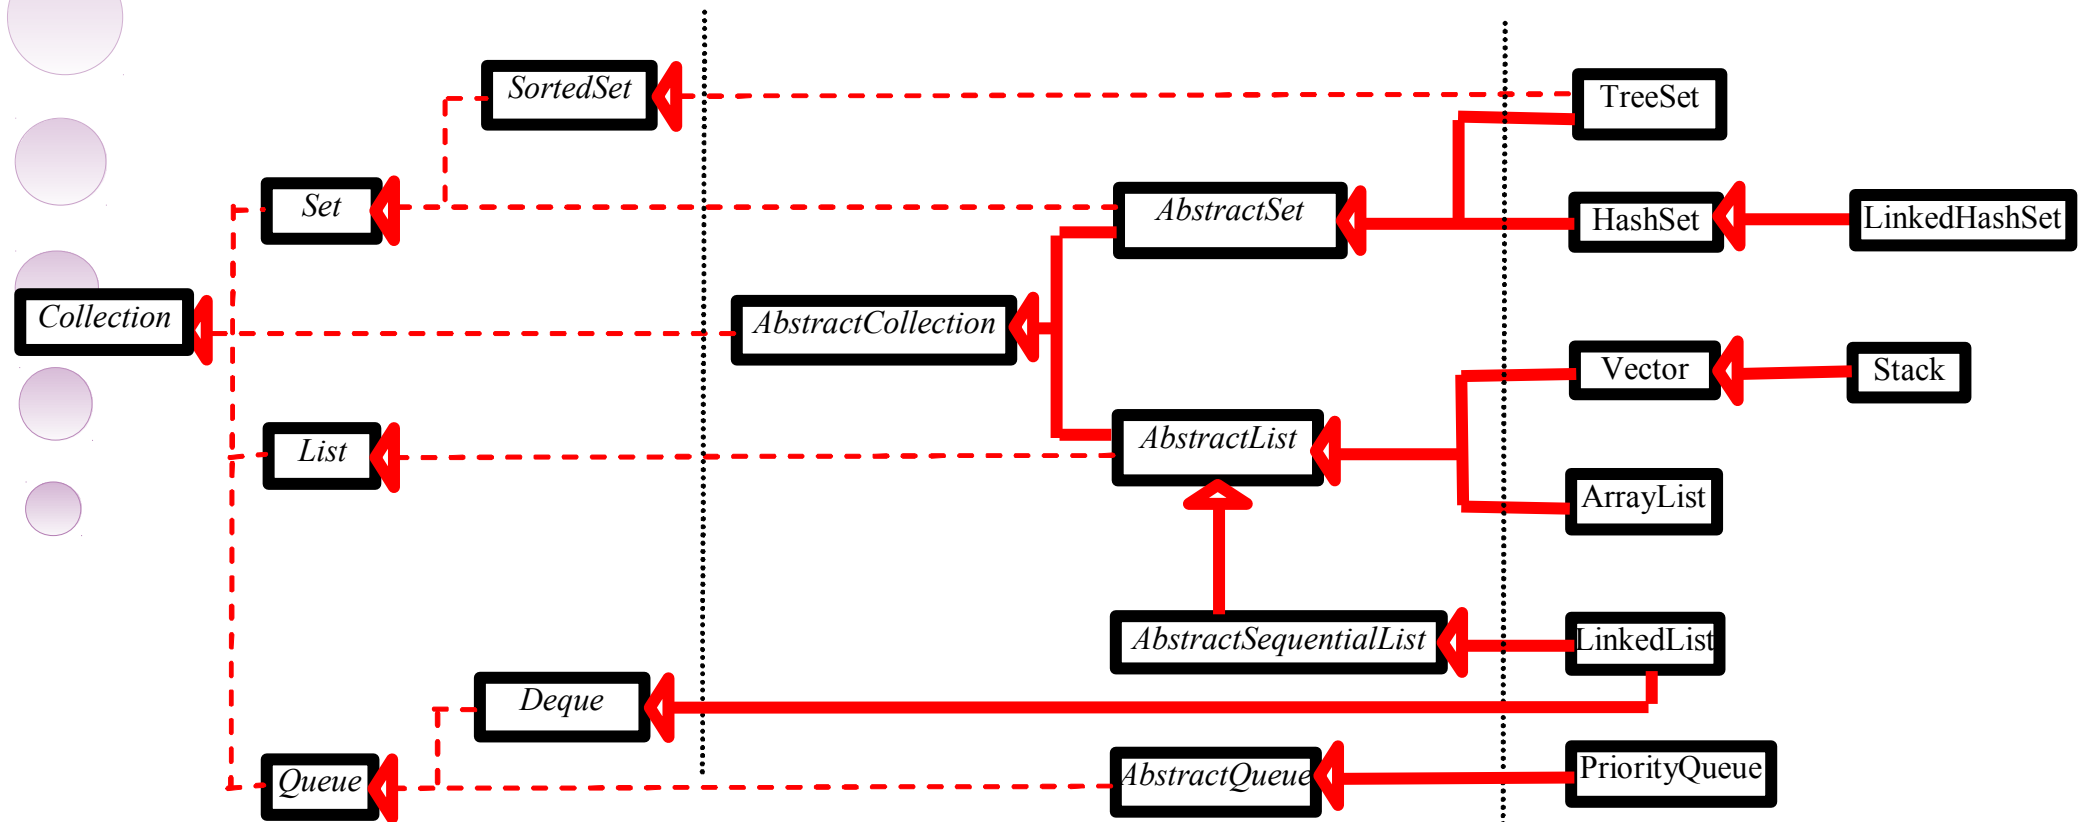 SortedSet
TreeSet
Set
AbstractSet
HashSet
LinkedHashSet
Collection
AbstractCollection
Vector
Stack
List
AbstractList
ArrayList
AbstractSequentialList
LinkedList
Deque
Queue
AbstractQueue
PriorityQueue